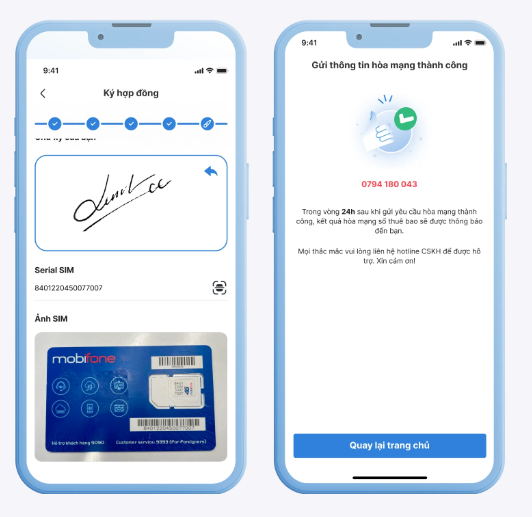 9:41
Ký hợp đồng
Serial SIM
8401220450077007
Ảnh SIM
mobifone
4G
8401220450077007
Hỗ trợ khách hàng 9090
Customer service: 9393 (For Foreigners)
9:41
Gửi thông tin hòa mạng thành công
0794 180 043
Trong vòng 24h sau khi gửi yêu cầu hòa mạng thành
công, kết quả hòa mạng số thuê bao sẽ được thông báo
đến bạn.
Mọi thắc mắc vui lòng liên hệ hotline CSKH để được hỗ
trợ. Xin cảm ơn!
Quay lại trang chủ